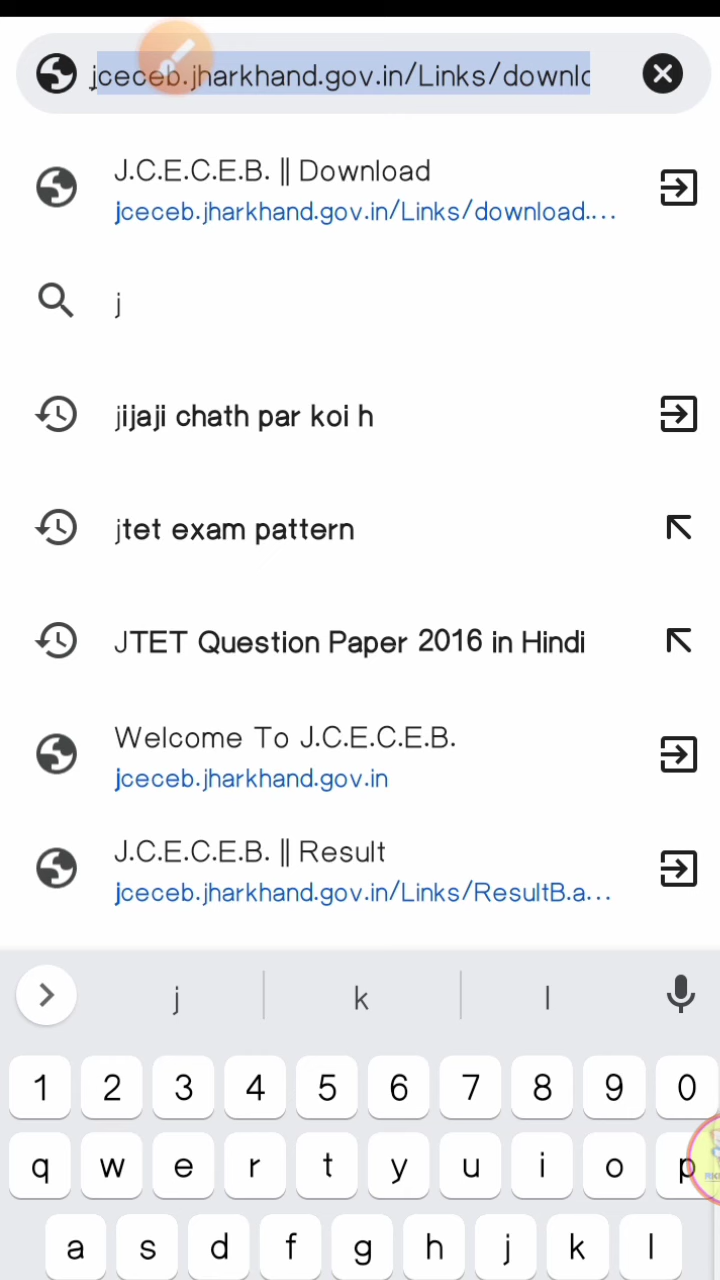 jceceb.jharkhand.gov.in/Links/downlo
J.C.E.C.E.B. || Download
jceceb.jharkhand.gov.in/Links/download....
j
jijaji chath par koi h
jtet exam pattern
JTET Question Paper 2016 in Hindi
Welcome To J.C.E.C.E.B.
jceceb.jharkhand.gov.in
J.C.E.C.E.B. || Result
jceceb.jharkhand.gov.in/Links/ResultB.a...
j k l
1 2 3 4 5 6 7 8 9 0
q w e r t y u i o p
a s d f g h j k l